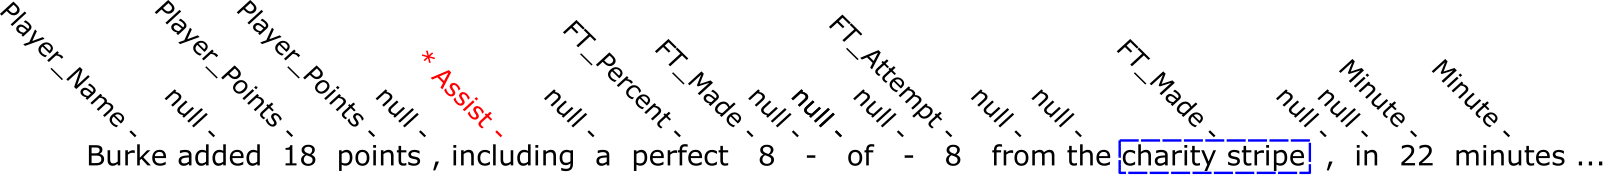 Player_Name - null - Player_Points - Player_Points - null - * Assist - null - FT_Percent - FT_Made - null - null - null - FT_Attempt - null - null - FT_Made - null - null - Minute - Minute -
Burke added 18 points , including a perfect 8 - of - 8 from the charity stripe , in 22 minutes ...